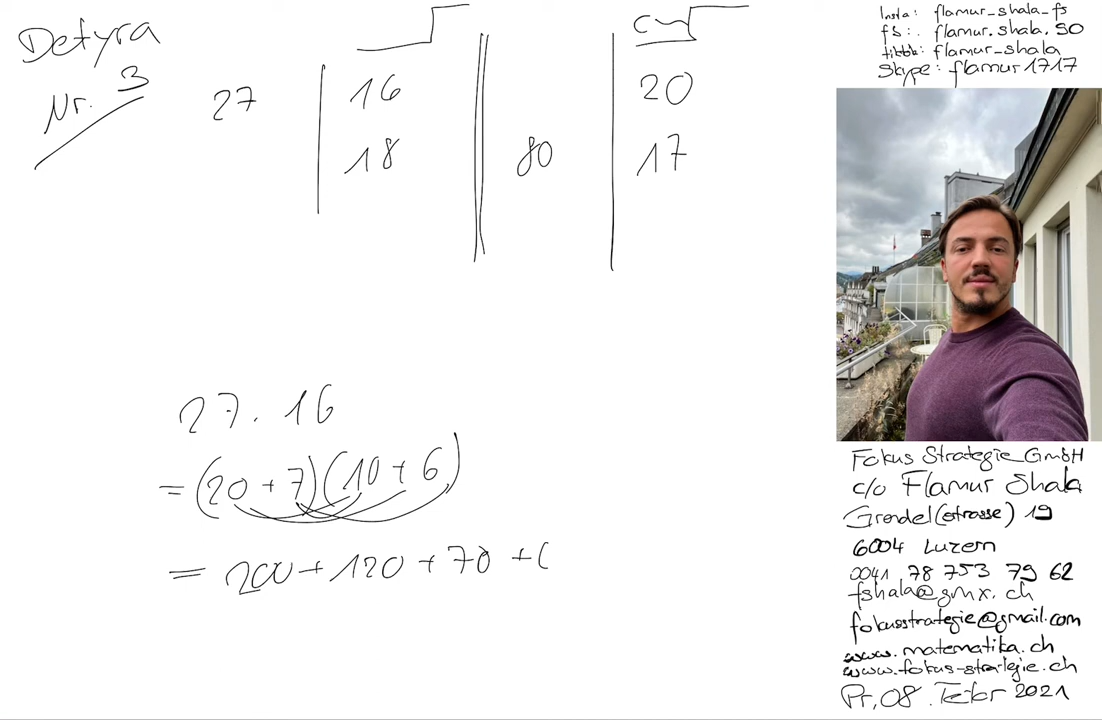 Detyra
Nr. 3
27 16 20
18 80 17
27 . 16
= (20 + 7)(10 + 6)
= 200 + 120 + 70 + (
Insta: flamur_shala_fs
fb: flamur.shala.50
tiktok: flamur_shala
Skype: flamur1717
Fokus Strategie GmbH
c/o Flamur Shala
Grendel(strasse) 19
6004 Luzern
0041 78 753 79 62
fshala@gmx.ch
fokusstrategie@gmail.com
www.matematika.ch
www.fokus-strategie.ch
Pr, 08. Tetor 2021